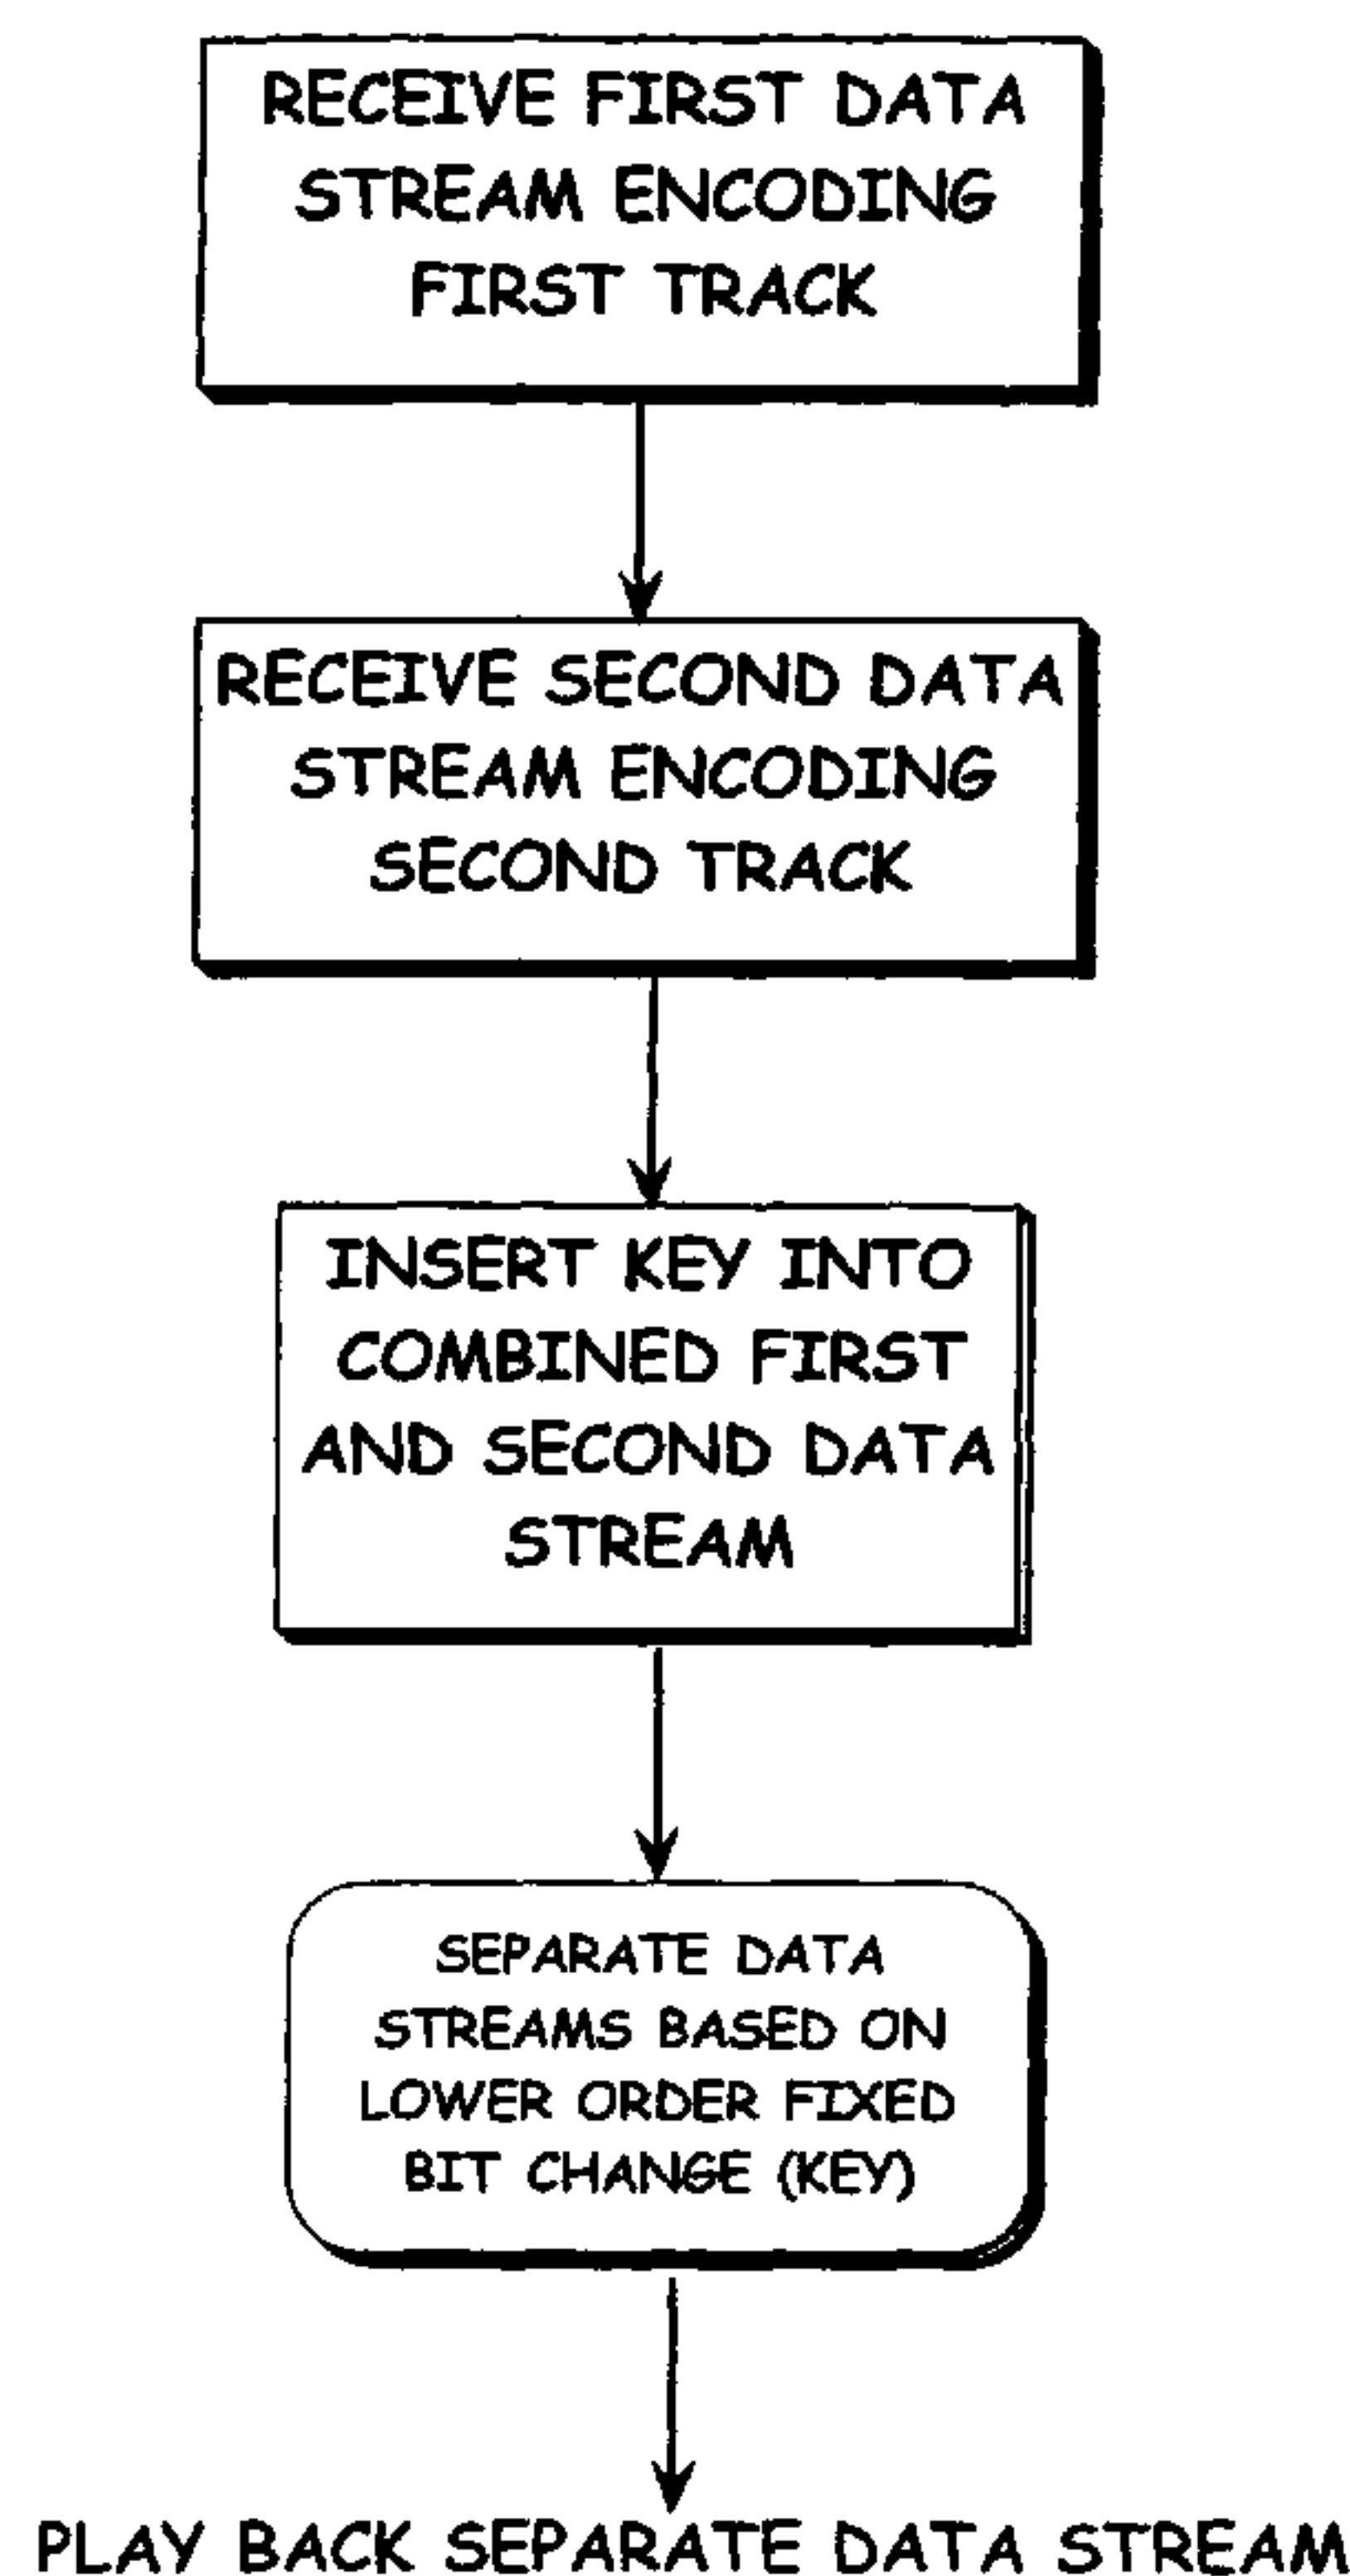 RECEIVE FIRST DATA
STREAM ENCODING
FIRST TRACK
RECEIVE SECOND DATA
STREAM ENCODING
SECOND TRACK
INSERT KEY INTO
COMBINED FIRST
AND SECOND DATA
STREAM
SEPARATE DATA
STREAMS BASED ON
LOWER ORDER FIXED
BIT CHANGE (KEY)
PLAY BACK SEPARATE DATA STREAM